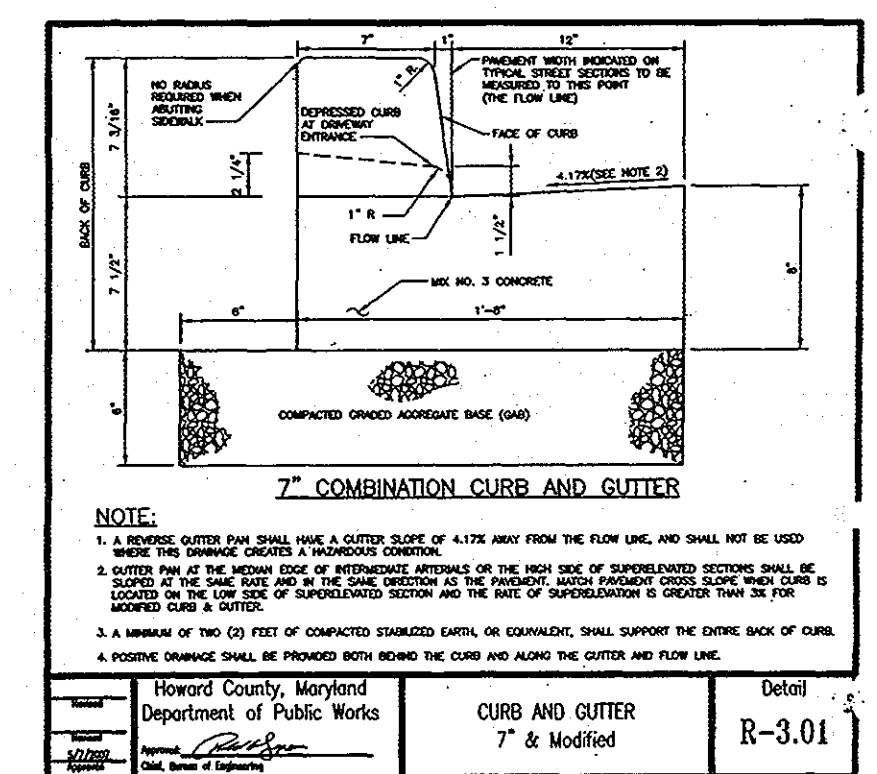 7"
1"
12"
NO RADIUS
REQUIRED WHEN
ABUTTING
SIDEWALK
1" R.
PAVEMENT WIDTH INDICATED ON
TYPICAL STREET SECTIONS TO BE
MEASURED TO THIS POINT
(THE FLOW LINE)
DEPRESSED CURB
AT DRIVEWAY
ENTRANCE
FACE OF CURB
BACK OF CURB
7 3/16"
2 1/4"
4.17%(SEE NOTE 2)
1" R
FLOW LINE
1 1/2"
7 1/2"
8"
MIX NO. 3 CONCRETE
6"
1'-8"
6"
COMPACTED GRADED AGGREGATE BASE (GAB)
7" COMBINATION CURB AND GUTTER
NOTE:
1. A REVERSE GUTTER PAN SHALL HAVE A GUTTER SLOPE OF 4.17% AWAY FROM THE FLOW LINE, AND SHALL NOT BE USED
WHERE THIS DRAINAGE CREATES A HAZARDOUS CONDITION.
2. GUTTER PAN AT THE MEDIAN EDGE OF INTERMEDIATE ARTERIALS OR THE HIGH SIDE OF SUPERELEVATED SECTIONS SHALL BE
SLOPED AT THE SAME RATE AND IN THE SAME DIRECTION AS THE PAVEMENT. MATCH PAVEMENT CROSS SLOPE WHEN CURB IS
LOCATED ON THE LOW SIDE OF SUPERELEVATED SECTION AND THE RATE OF SUPERELEVATION IS GREATER THAN 3% FOR
MODIFIED CURB & GUTTER.
3. A MINIMUM OF TWO (2) FEET OF COMPACTED STABILIZED EARTH, OR EQUIVALENT, SHALL SUPPORT THE ENTIRE BACK OF CURB.
4. POSITIVE DRAINAGE SHALL BE PROVIDED BOTH BEHIND THE CURB AND ALONG THE GUTTER AND FLOW LINE.
Revised
Revised
5/7/2007
Approved
Howard County, Maryland
Department of Public Works
Approved:
Chief, Bureau of Engineering
CURB AND GUTTER
7" & Modified
Detail
R-3.01